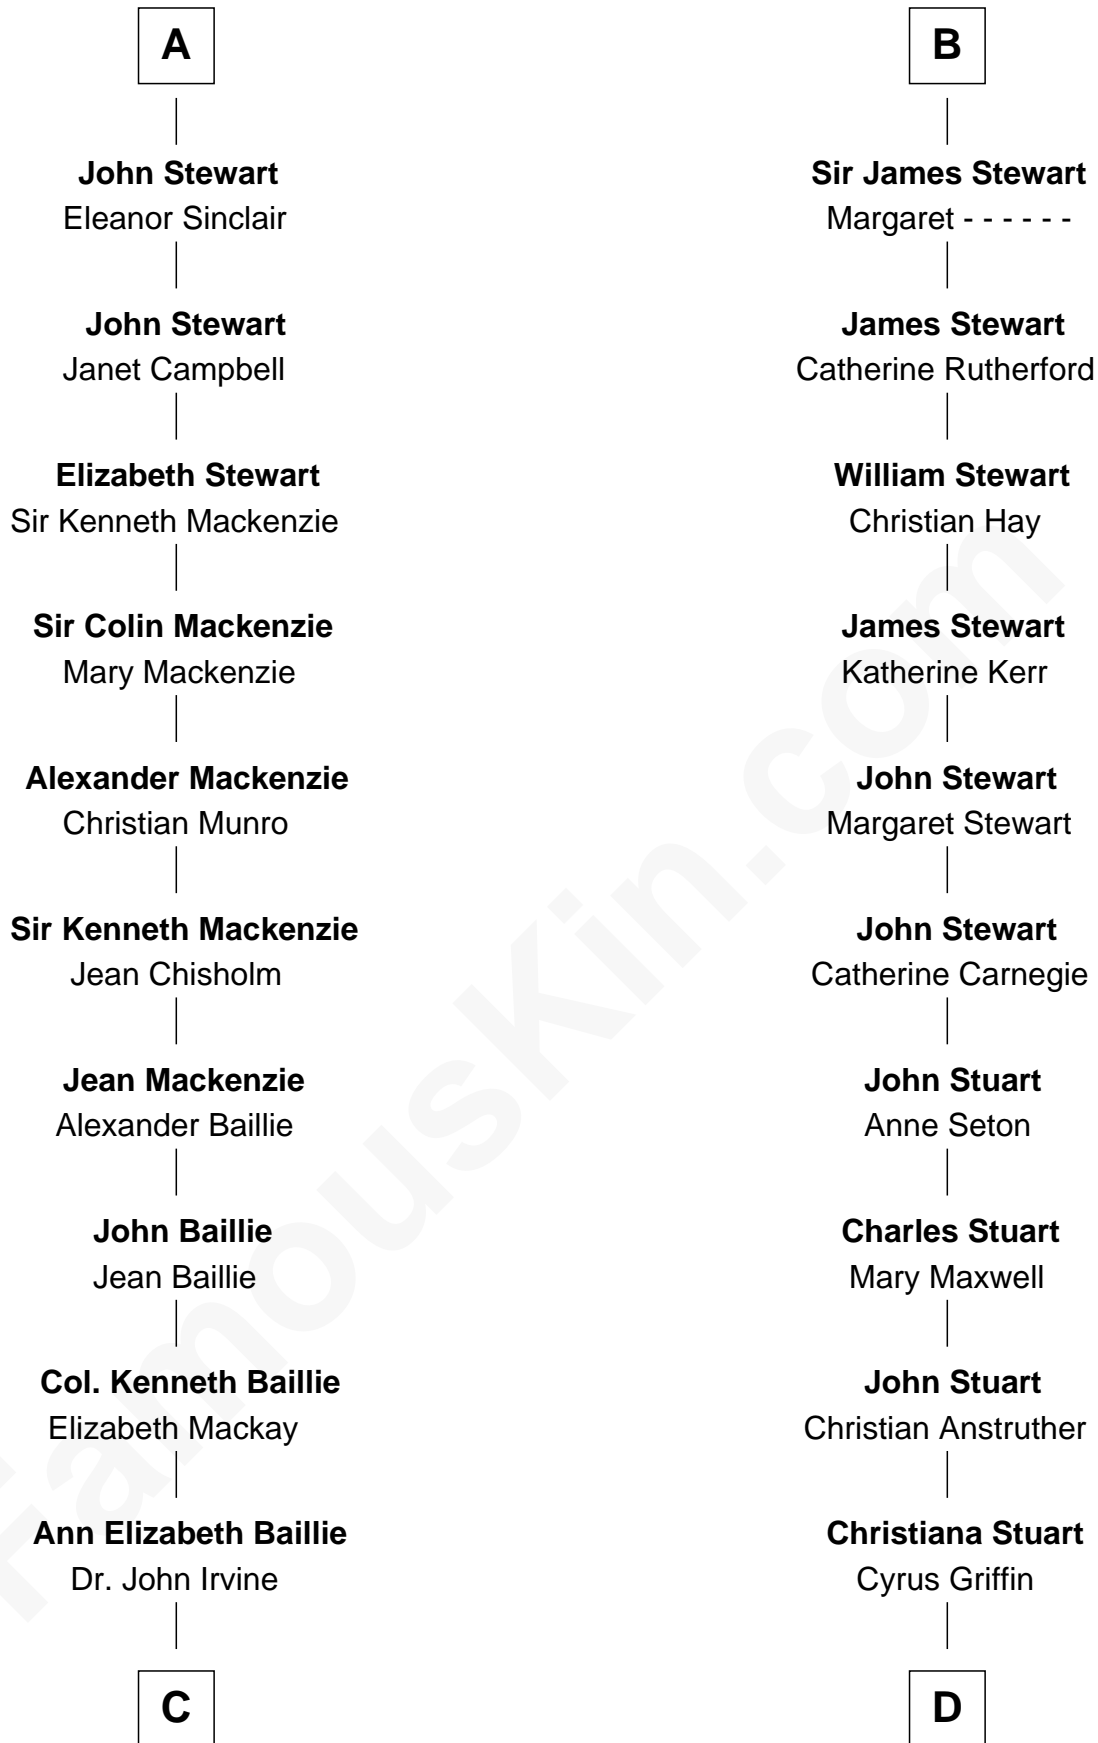 A
John Stewart
Eleanor Sinclair
John Stewart
Janet Campbell
Elizabeth Stewart
Sir Kenneth Mackenzie
Sir Colin Mackenzie
Mary Mackenzie
Alexander Mackenzie
Christian Munro
Sir Kenneth Mackenzie
Jean Chisholm
Jean Mackenzie
Alexander Baillie
John Baillie
Jean Baillie
Col. Kenneth Baillie
Elizabeth Mackay
Ann Elizabeth Baillie
Dr. John Irvine
C
B
Sir James Stewart
Margaret - - - - - -
James Stewart
Catherine Rutherford
William Stewart
Christian Hay
James Stewart
Katherine Kerr
John Stewart
Margaret Stewart
John Stewart
Catherine Carnegie
John Stuart
Anne Seton
Charles Stuart
Mary Maxwell
John Stuart
Christian Anstruther
Christiana Stuart
Cyrus Griffin
D
FamousKin.com